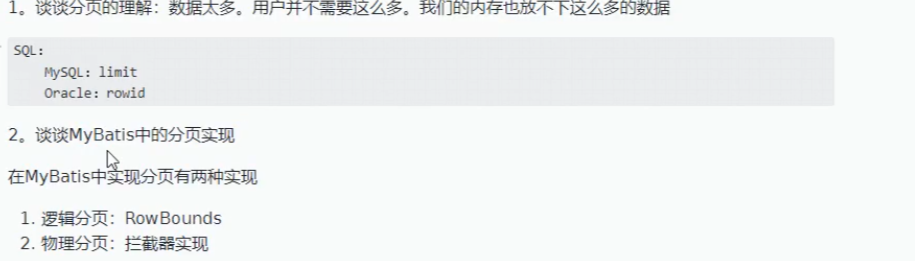 1。谈谈分页的理解：数据太多。用户并不需要这么多。我们的内存也放不下这么多的数据
SQL:
MySQL: limit
Oracle: rowid
2。谈谈MyBatis中的分页实现
在MyBatis中实现分页有两种实现
1. 逻辑分页：RowBounds
2. 物理分页：拦截器实现